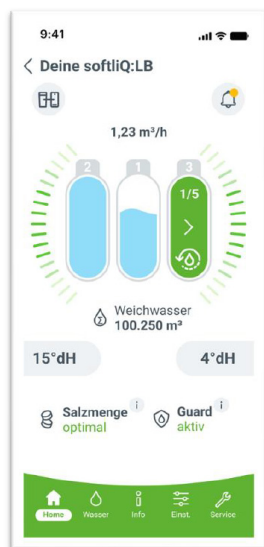 9:41
Deine softliQ:LB
1,23 m³/h
2 1 3
1/5
Weichwasser
100.250 m³
15°dH 4°dH
Salzmenge i Guard i
optimal aktiv
Home Wasser Info Einst. Service